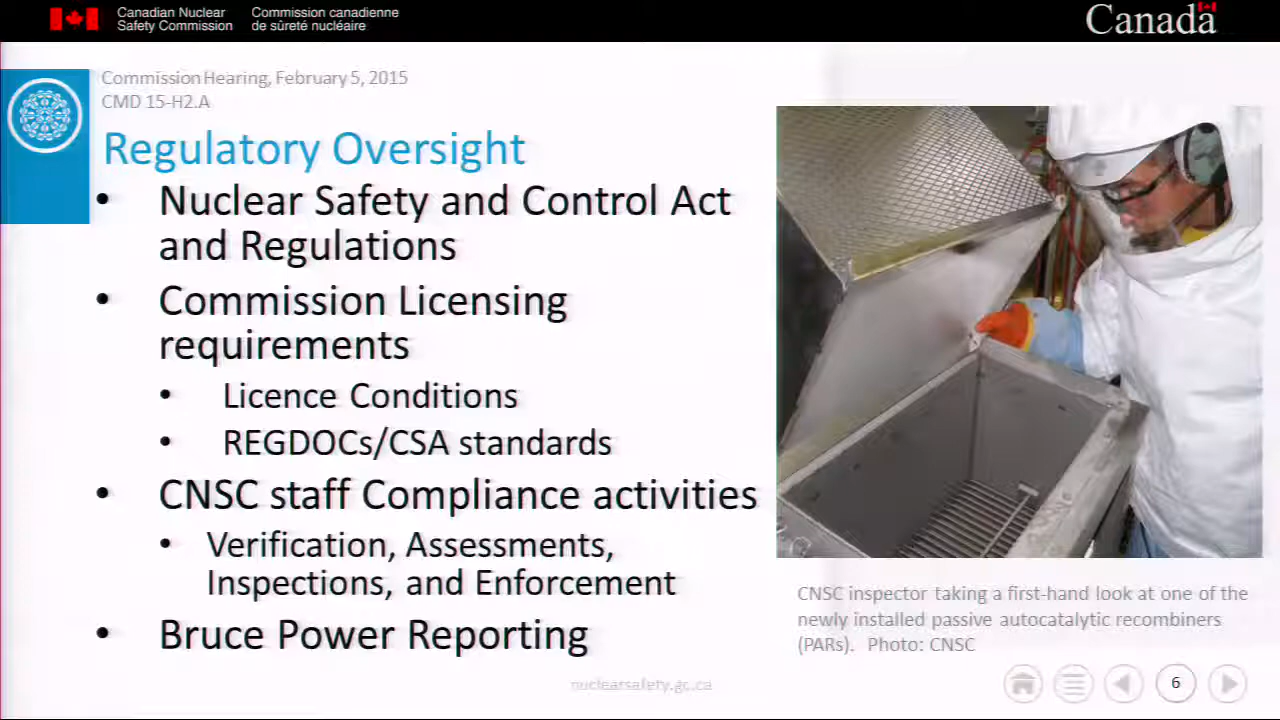 Canadian Nuclear
Safety Commission
Commission canadienne
de sûreté nucléaire
Canada
Commission Hearing, February 5, 2015
CMD 15-H2.A
Regulatory Oversight
• Nuclear Safety and Control Act
and Regulations
• Commission Licensing
requirements
• Licence Conditions
• REGDOCs/CSA standards
• CNSC staff Compliance activities
• Verification, Assessments,
Inspections, and Enforcement
• Bruce Power Reporting
CNSC inspector taking a first-hand look at one of the
newly installed passive autocatalytic recombiners
(PARs). Photo: CNSC
nuclearsafety.gc.ca
6